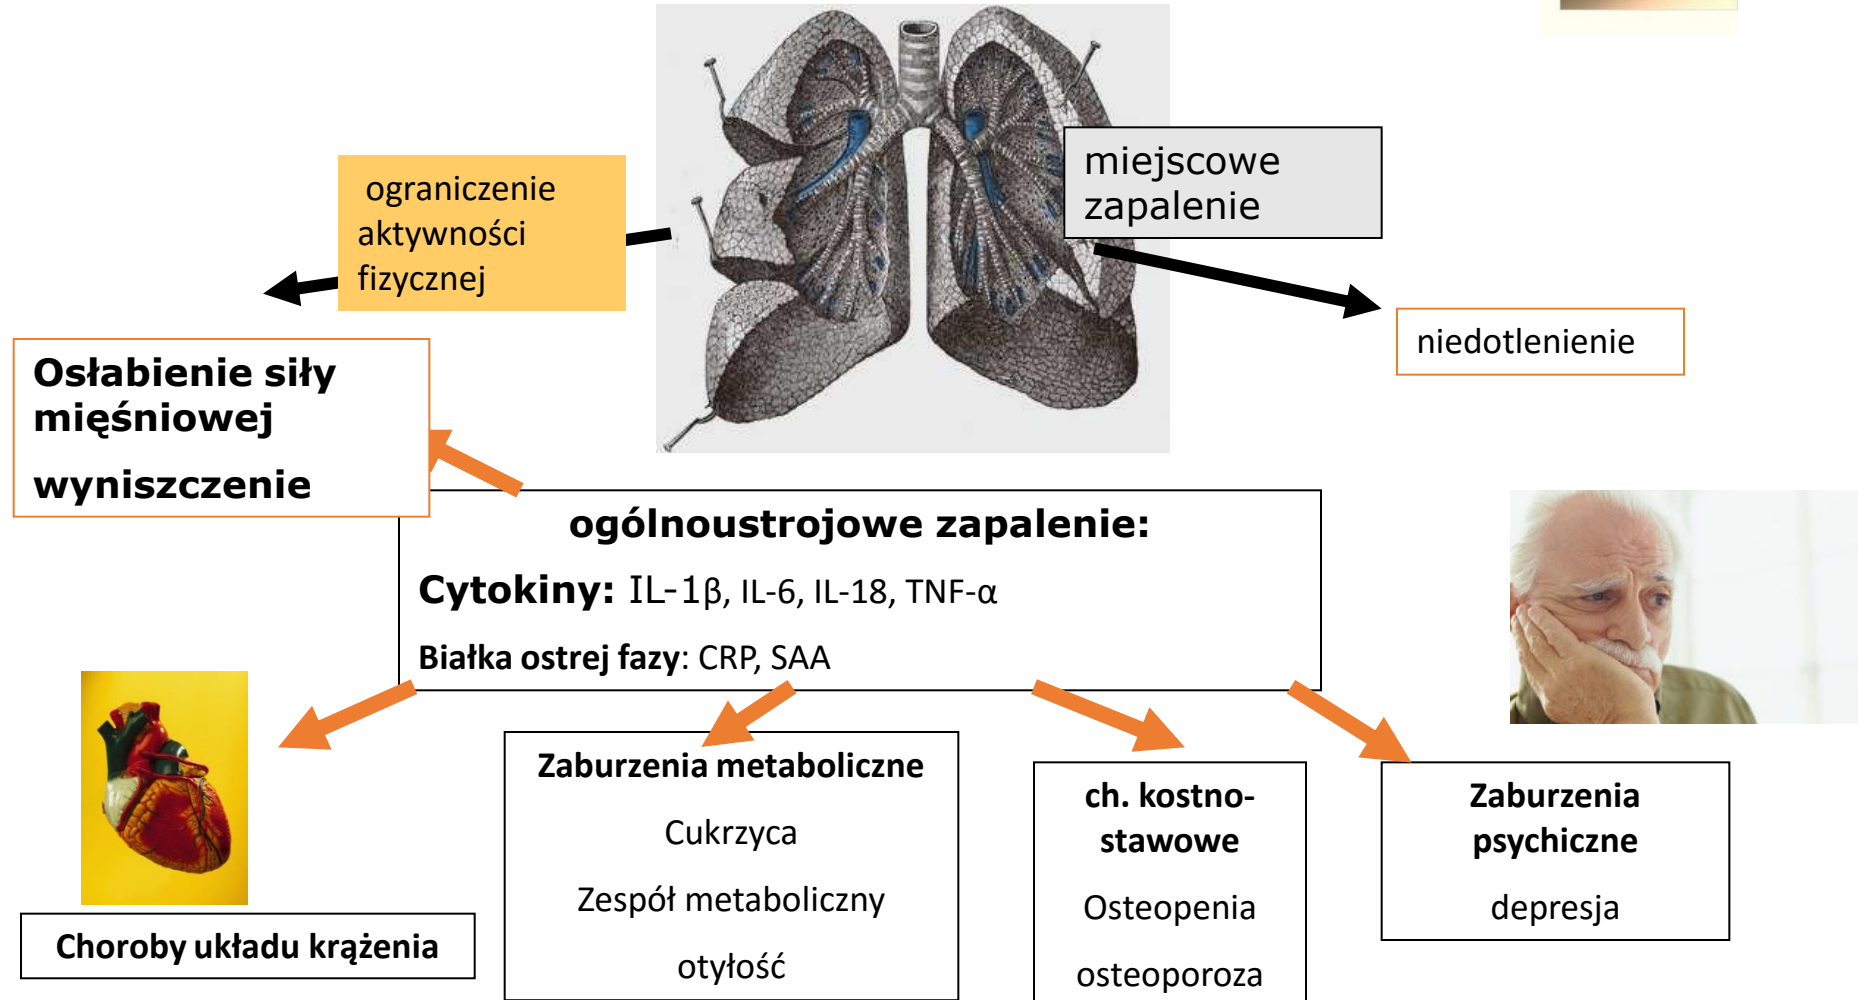 miejscowe
zapalenie
ograniczenie
aktywności
fizycznej
niedotlenienie
Osłabienie siły
mięśniowej
wyniszczenie
ogólnoustrojowe zapalenie:
Cytokiny: IL-1β, IL-6, IL-18, TNF-α
Białka ostrej fazy: CRP, SAA
Choroby układu krążenia
Zaburzenia metaboliczne
Cukrzyca
Zespół metaboliczny
otyłość
ch. kostno-
stawowe
Osteopenia
osteoporoza
Zaburzenia
psychiczne
depresja